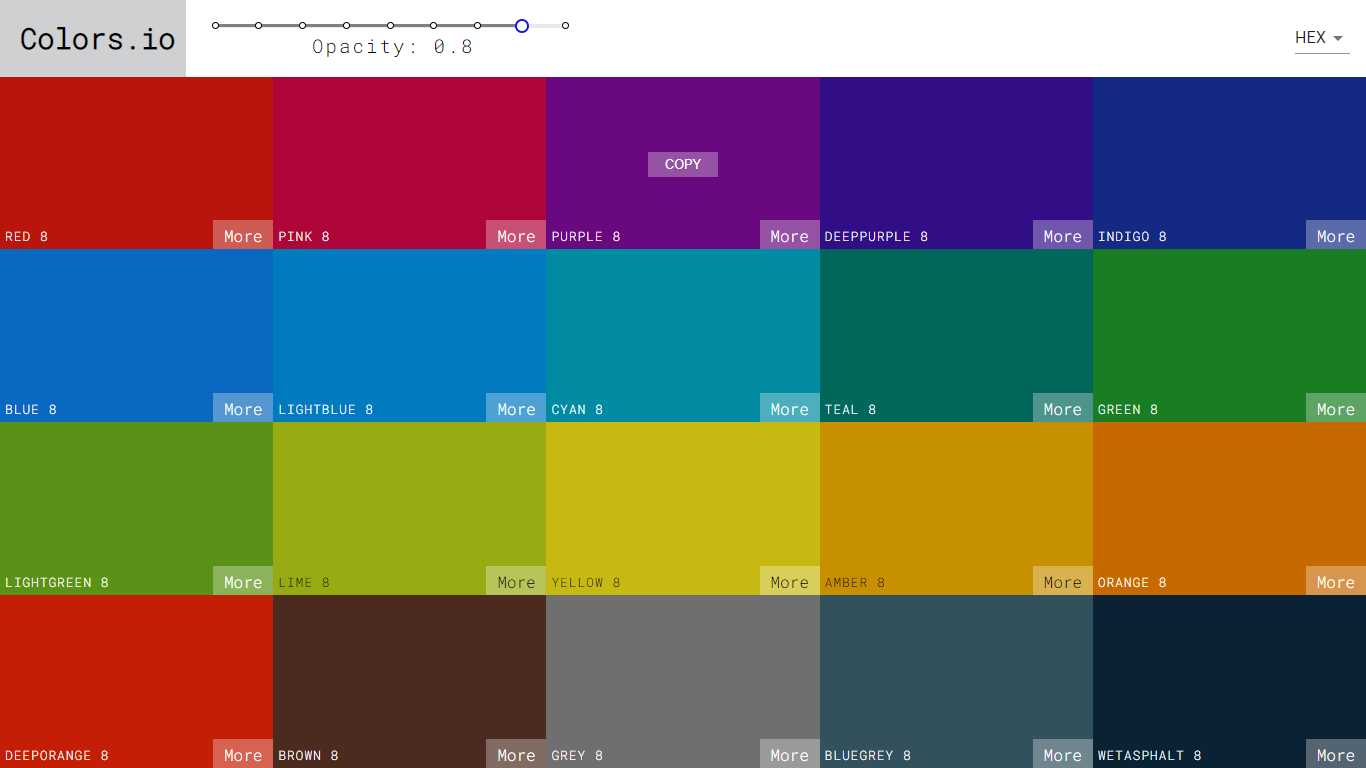 Colors.io
Opacity: 0.8
HEX
COPY
RED 8 More PINK 8 More PURPLE 8 More DEEPPURPLE 8 More INDIGO 8 More
BLUE 8 More LIGHTBLUE 8 More CYAN 8 More TEAL 8 More GREEN 8 More
LIGHTGREEN 8 More LIME 8 More YELLOW 8 More AMBER 8 More ORANGE 8 More
DEEPORANGE 8 More BROWN 8 More GREY 8 More BLUEGREY 8 More WETASPHALT 8 More